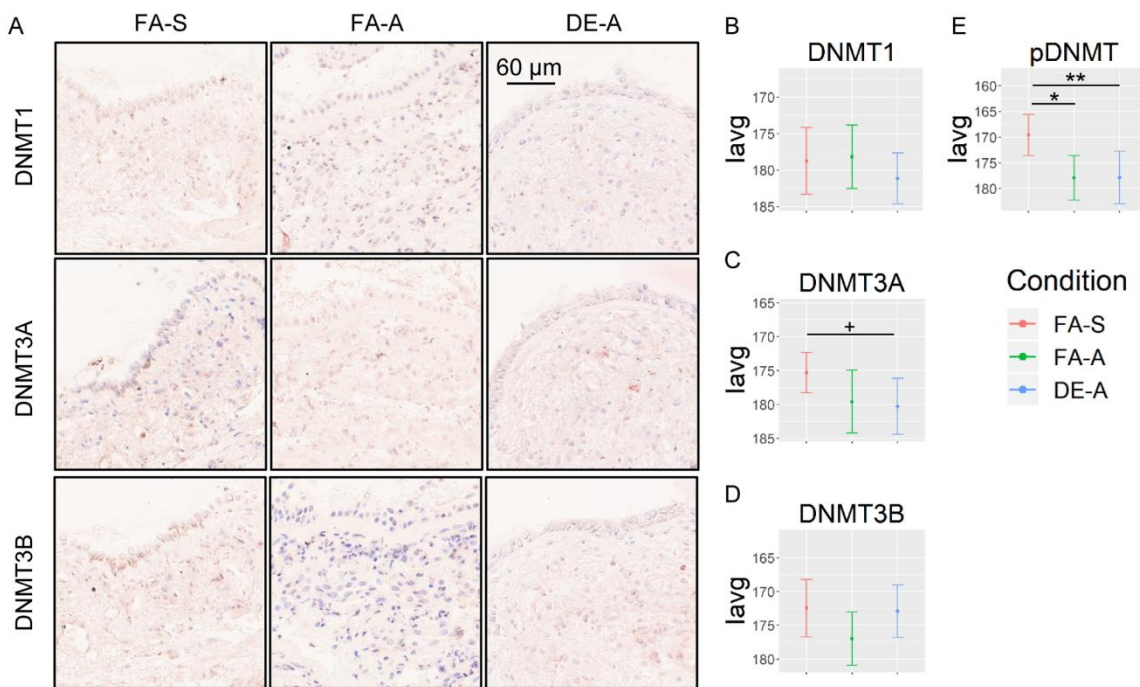 A
FA-S
FA-A
DE-A
60 µm
DNMT1
DNMT3A
DNMT3B
B
DNMT1
Iavg
170
175
180
185
C
DNMT3A
Iavg
165
170
175
180
185
+
D
DNMT3B
Iavg
165
170
175
180
E
pDNMT
Iavg
160
165
170
175
180
**
*
Condition
FA-S
FA-A
DE-A